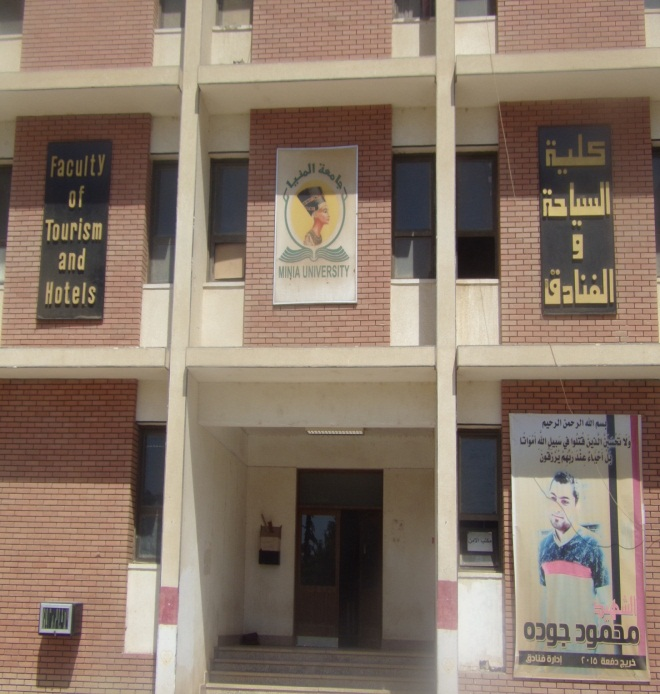 Faculty
of
Tourism
and
Hotels
جامعة المنيا
MINIA UNIVERSITY
كلية
السياحة
و
الفنادق
بسم الله الرحمن الرحيم
ولا تحسبن الذين قتلوا في سبيل الله أمواتا
بل أحياء عند ربهم يرزقون
الشهيد
محمود جوده
خريج دفعة ٢٠١٥ إدارة فنادق